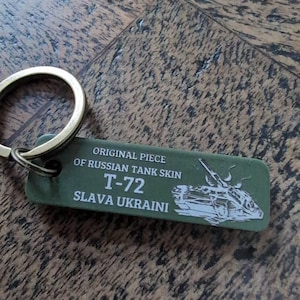 ORIGINAL PIECE
OF RUSSIAN TANK SKIN
T-72
SLAVA UKRAINI